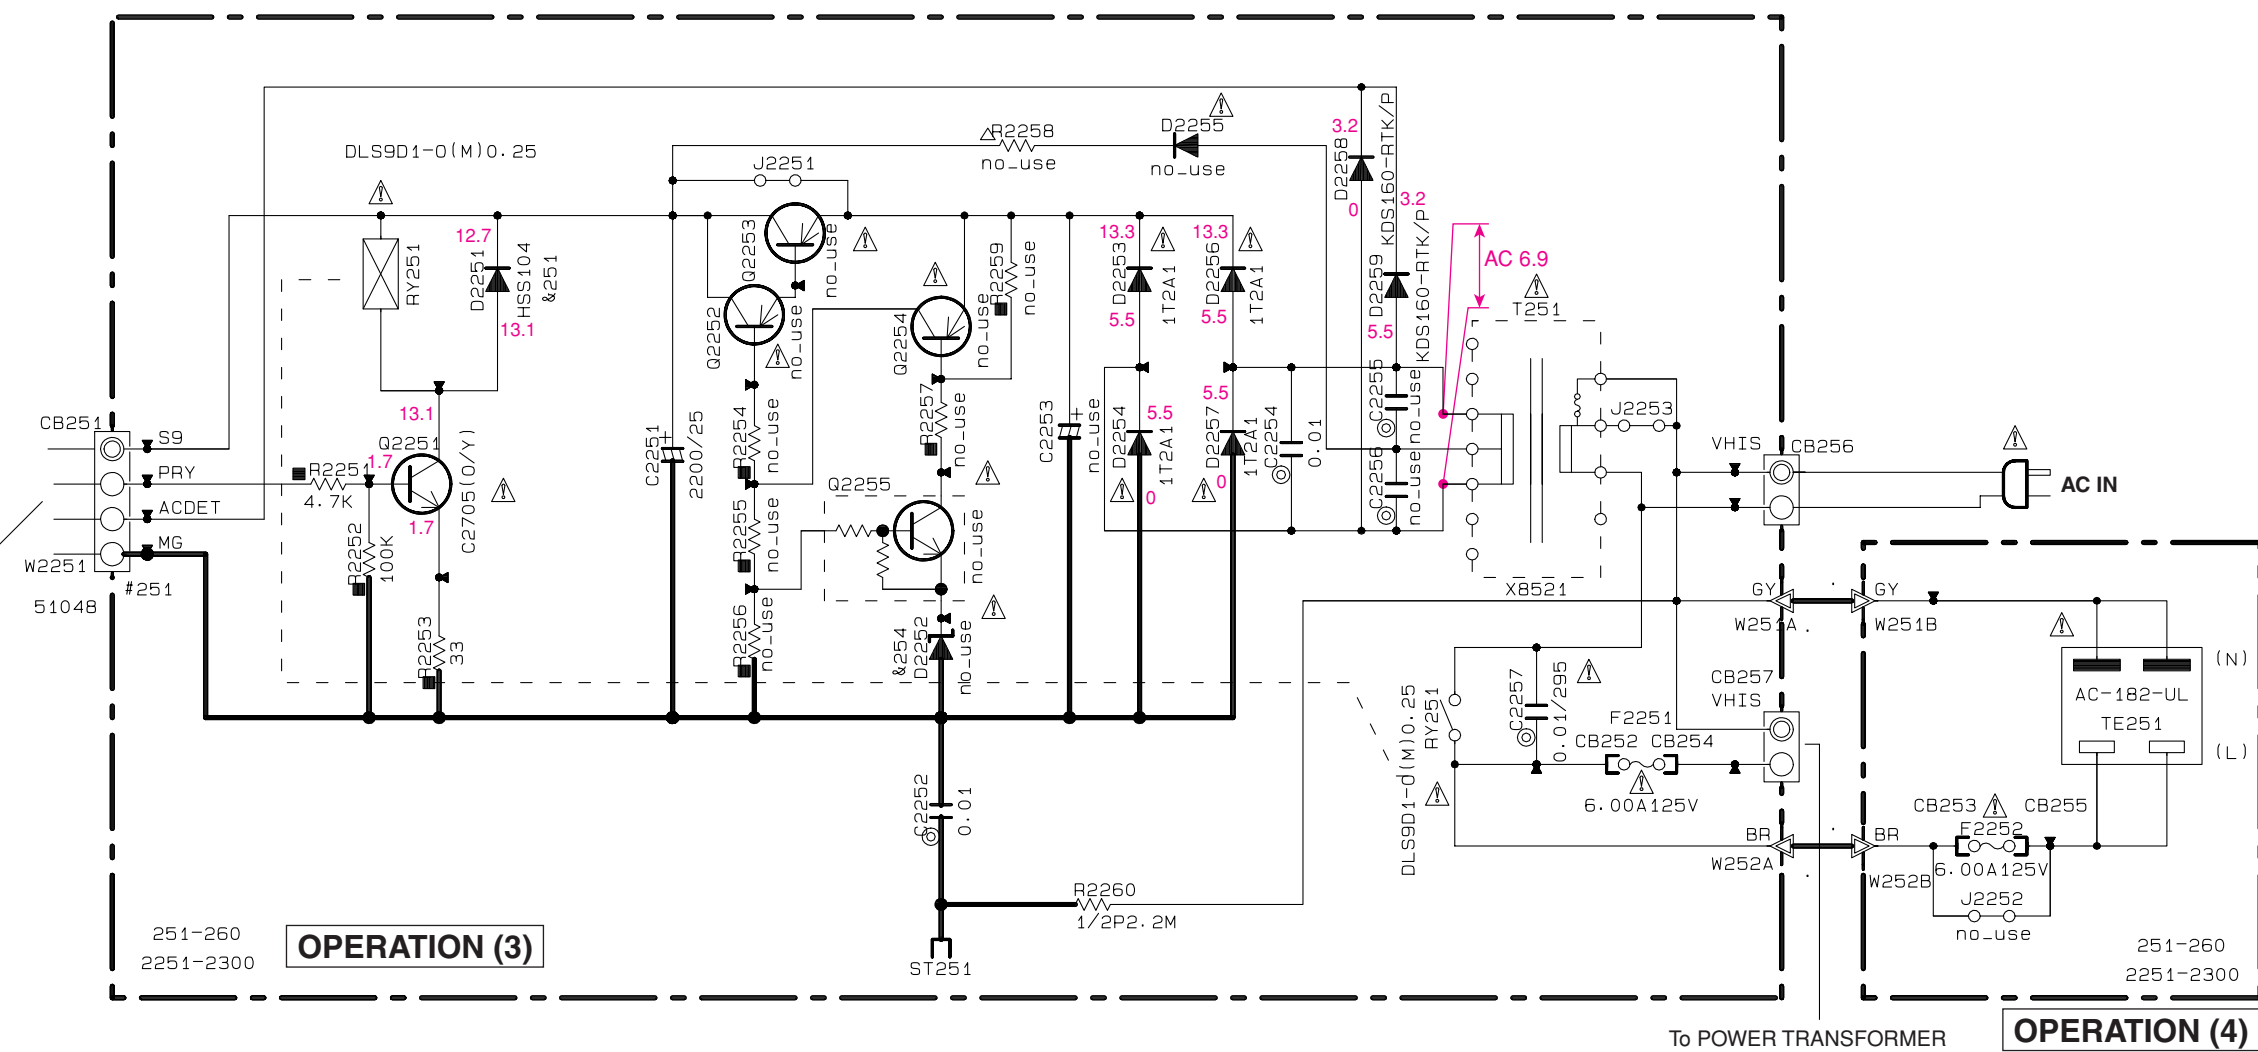 DLS9D1-O(M)0.25
RY251
12.7
D2251
HSS104
&251
13.1
13.1
Q2251
1.7
1.7
C2705(O/Y)
CB251
S9
PRY
ACDET
MG
W2251
51048
#251
R2251
4.7K
R2252
100K
R2253
33
J2251
Q2253
no_use
Q2252
no_use
R2258
no_use
D2255
no_use
Q2254
no_use
R2259
no_use
C2251
+
2200/25
R2254
no_use
R2255
no_use
R2256
no_use
R2257
no_use
Q2255
no_use
&254
D2252
no_use
C2253
+
no_use
13.3
D2253
1T2A1
5.5
13.3
D2256
1T2A1
5.5
5.5
D2254
1T2A1
0
5.5
D2257
1T2A1
0
C2254
0.01
3.2
D2258
KDS160-RTK/P
0
3.2
D2259
KDS160-RTK/P
5.5
C2255
no_use
C2256
no_use
AC 6.9
T251
X8521
J2253
VHIS
CB256
AC IN
GY
W251A
GY
W251B
CB257
VHIS
DLS9D1-d(M)0.25
RY251
C2257
0.01/295
F2251
CB252
CB254
6.00A125V
BR
W252A
BR
W252B
(N)
AC-182-UL
TE251
(L)
CB253
CB255
F2252
6.00A125V
J2252
no_use
C2252
0.01
R2260
1/2P2.2M
ST251
251-260
2251-2300
OPERATION (3)
251-260
2251-2300
To POWER TRANSFORMER
OPERATION (4)